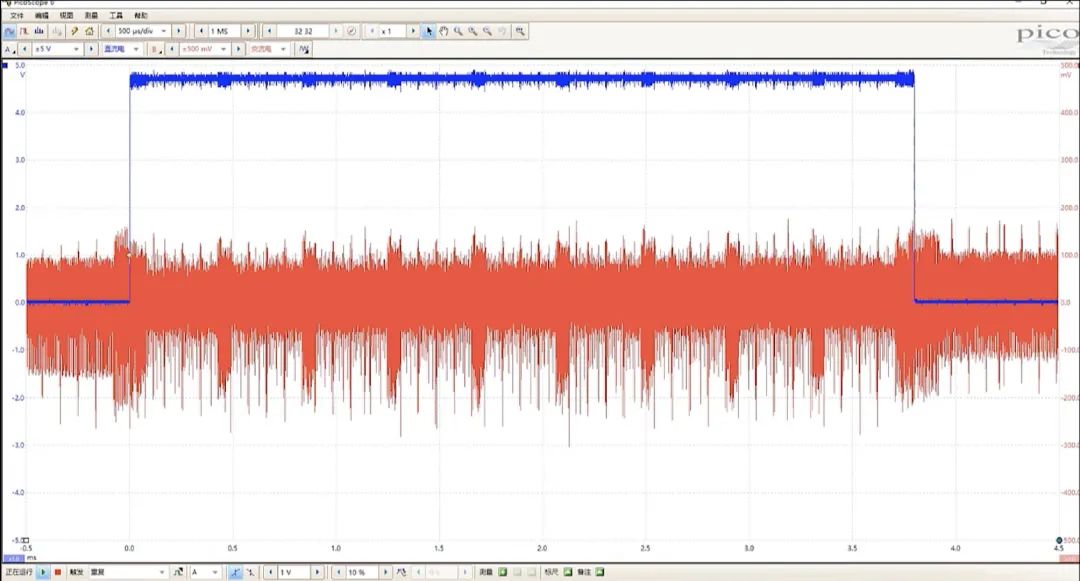 PicoScope 6
文件 编辑 视图 测量 工具 帮助
500 µs/div 1 MS 32 32 x 1
A ±5 V 直流电 B ±500 mV 交流电
pico
Technology
5.0 500.0
V mV
4.0 400.0
3.0 300.0
2.0 200.0
1.0 100.0
0.0 0.0
-1.0 -100.0
-2.0 -200.0
-3.0 -300.0
-4.0 -400.0
-5.0 -500.0
-0.5 0.0 0.5 1.0 1.5 2.0 2.5 3.0 3.5 4.0 4.5
x1.0 ms x1.0
正在运行 触发 重复 A 1 V 10 % 测量 标尺 备注